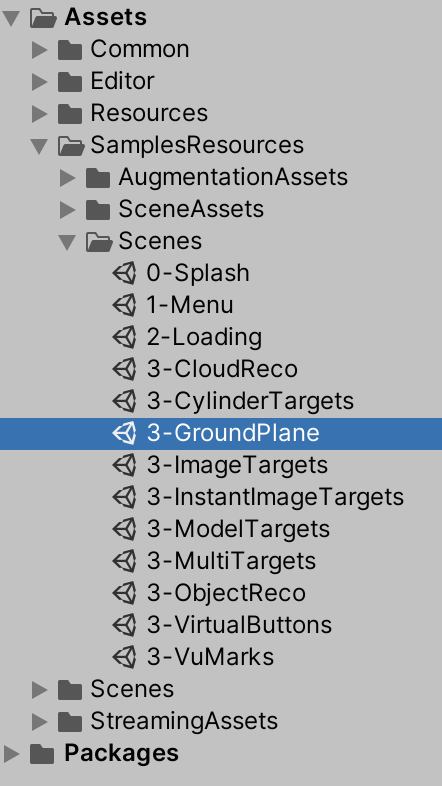 Assets
Common
Editor
Resources
SamplesResources
AugmentationAssets
SceneAssets
Scenes
0-Splash
1-Menu
2-Loading
3-CloudReco
3-CylinderTargets
3-GroundPlane
3-ImageTargets
3-InstantImageTargets
3-ModelTargets
3-MultiTargets
3-ObjectReco
3-VirtualButtons
3-VuMarks
Scenes
StreamingAssets
Packages